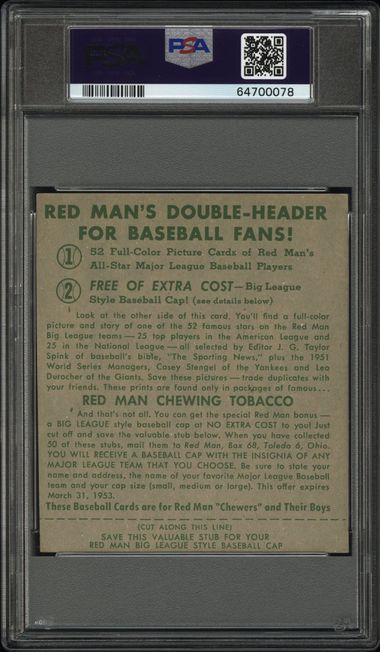 PSA
PSA
64700078
RED MAN'S DOUBLE-HEADER
FOR BASEBALL FANS!
1 52 Full-Color Picture Cards of Red Man's
All-Star Major League Baseball Players
2 FREE OF EXTRA COST—Big League
Style Baseball Cap! (see details below)
Look at the other side of this card. You'll find a full-color
picture and story of one of the 52 famous stars on the Red Man
Big League teams — 25 top players in the American League and
25 in the National League — all selected by Editor J. G. Taylor
Spink of baseball's bible, "The Sporting News," plus the 1951
World Series Managers, Casey Stengel of the Yankees and Leo
Durocher of the Giants. Save these pictures — trade duplicates with
your friends. These prints are found only in packages of famous...
RED MAN CHEWING TOBACCO
And that's not all. You can get the special Red Man bonus —
a BIG LEAGUE style baseball cap at NO EXTRA COST to you! Just
cut off and save the valuable stub below. When you have collected
50 of these stubs, mail them to Red Man, Box 68, Toledo 6, Ohio.
YOU WILL RECEIVE A BASEBALL CAP WITH THE INSIGNIA OF ANY
MAJOR LEAGUE TEAM THAT YOU CHOOSE. Be sure to state your
name and address, the name of your favorite Major League Baseball
team and your cap size (small, medium or large). This offer expires
March 31, 1953.
These Baseball Cards are for Red Man "Chewers" and Their Boys
(CUT ALONG THIS LINE)
SAVE THIS VALUABLE STUB FOR YOUR
RED MAN BIG LEAGUE STYLE BASEBALL CAP